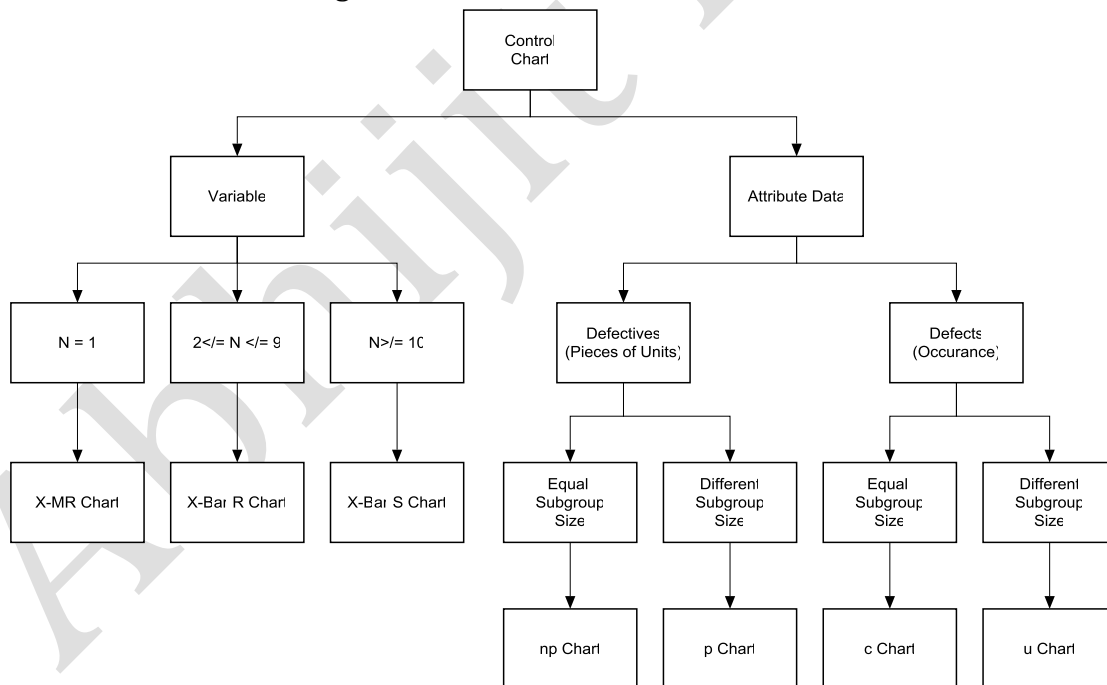 Control
Chart
Variable
Attribute Data
N = 1
2</= N </= 9
N>/= 10
Defectives
(Pieces of Units)
Defects
(Occurance)
X-MR Chart
X-Bar R Chart
X-Bar S Chart
Equal
Subgroup
Size
Different
Subgroup
Size
Equal
Subgroup
Size
Different
Subgroup
Size
np Chart
p Chart
c Chart
u Chart
Abhijit